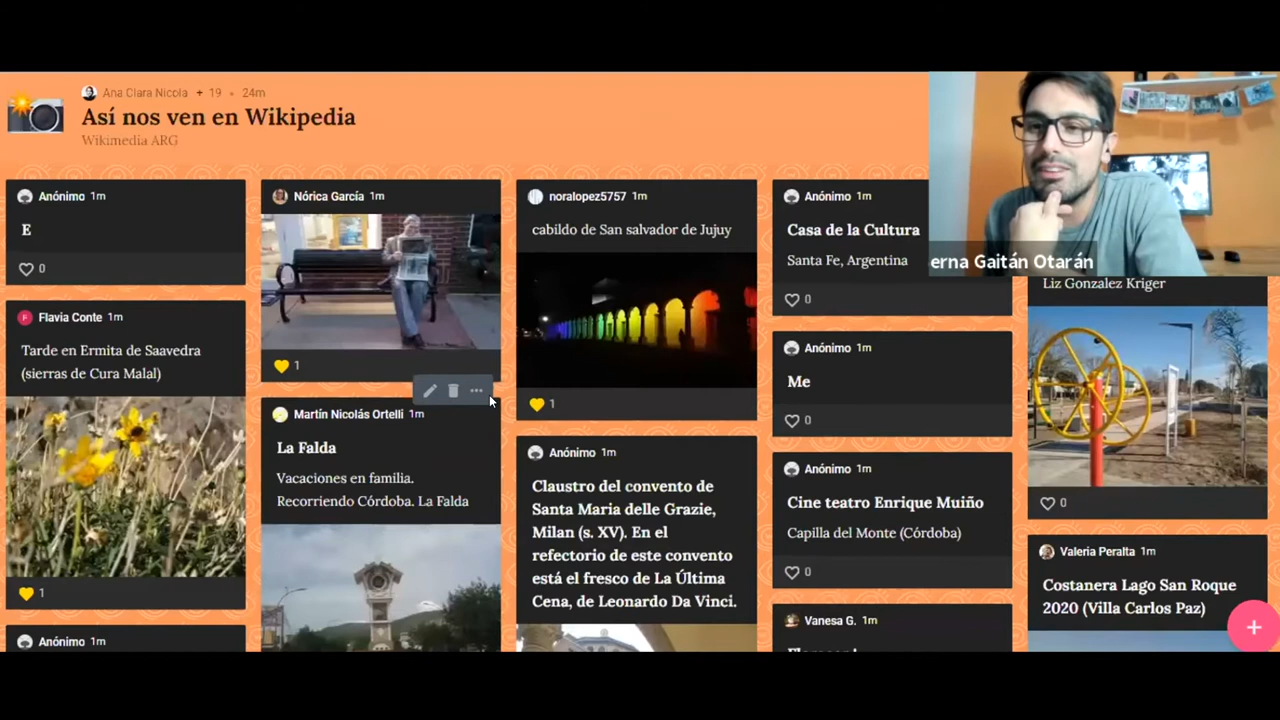 Ana Clara Nicola + 19 • 24m
Así nos ven en Wikipedia
Wikimedia ARG
Anónimo 1m
E
0
Flavia Conte 1m
Tarde en Ermita de Saavedra
(sierras de Cura Malal)
1
Anónimo 1m
Nórica García 1m
1
Martín Nicolás Ortelli 1m
La Falda
Vacaciones en familia.
Recorriendo Córdoba. La Falda
noralopez5757 1m
cabildo de San salvador de Jujuy
1
Anónimo 1m
Claustro del convento de
Santa Maria delle Grazie,
Milan (s. XV). En el
refectorio de este convento
está el fresco de La Última
Cena, de Leonardo Da Vinci.
Anónimo 1m
Casa de la Cultura
Santa Fe, Argentina
0
Anónimo 1m
Me
0
Anónimo 1m
Cine teatro Enrique Muiño
Capilla del Monte (Córdoba)
0
Vanesa G. 1m
erna Gaitán Otarán
Liz Gonzalez Kriger
0
Valeria Peralta 1m
Costanera Lago San Roque
2020 (Villa Carlos Paz)